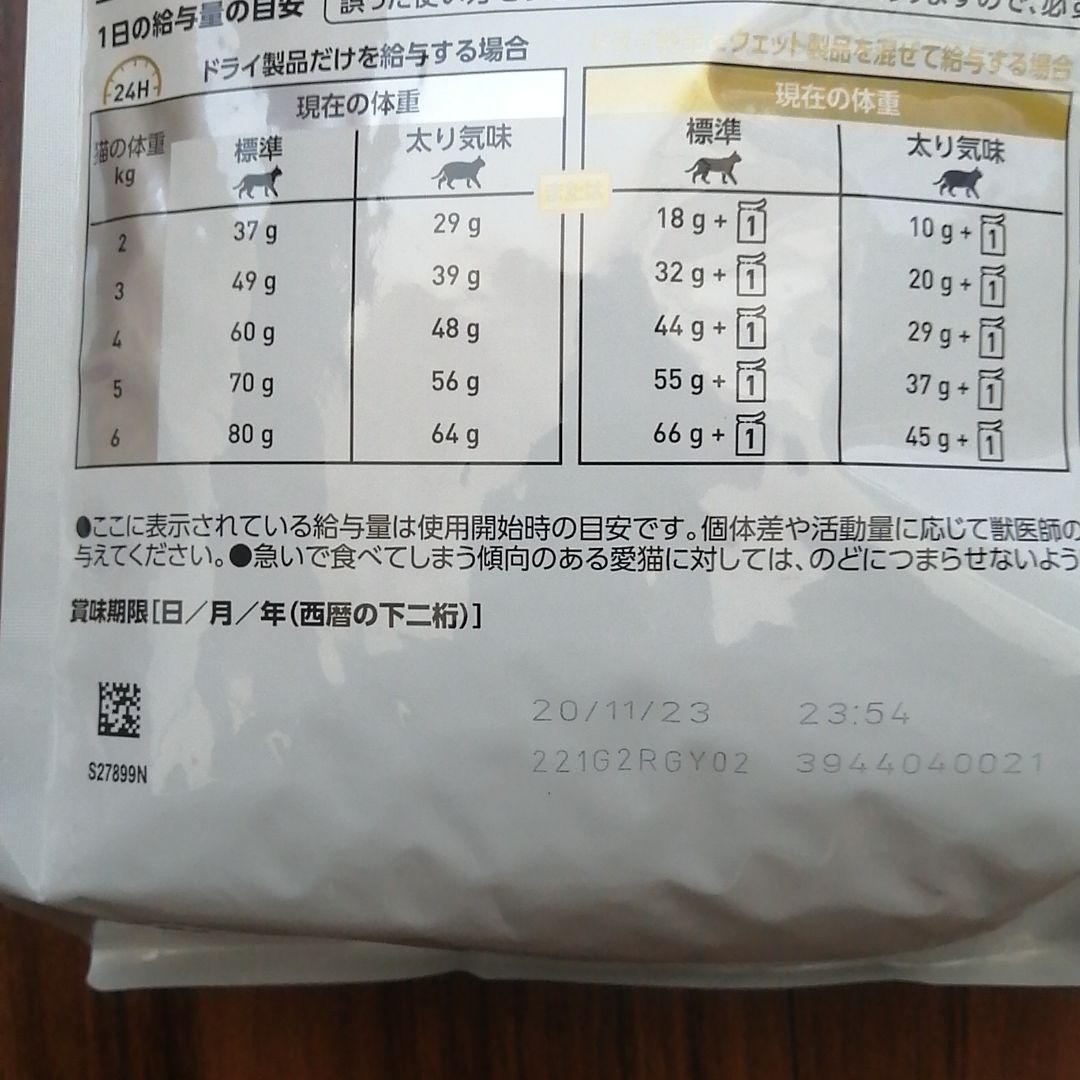 1日の給与量の目安
24H
ドライ製品だけを給与する場合
ウェット製品を混ぜて給与する場合
現在の体重
現在の体重
猫の体重 kg
標準
太り気味
または
標準
太り気味
2 37 g 29 g 18 g + 1 10 g + 1
3 49 g 39 g 32 g + 1 20 g + 1
4 60 g 48 g 44 g + 1 29 g + 1
5 70 g 56 g 55 g + 1 37 g + 1
6 80 g 64 g 66 g + 1 45 g + 1
●ここに表示されている給与量は使用開始時の目安です。個体差や活動量に応じて獣医師の
与えてください。●急いで食べてしまう傾向のある愛猫に対しては、のどにつまらせないよう
賞味期限[日/月/年(西暦の下二桁)]
20/11/23 23:54
221G2RGY02 3944040021
S27899N